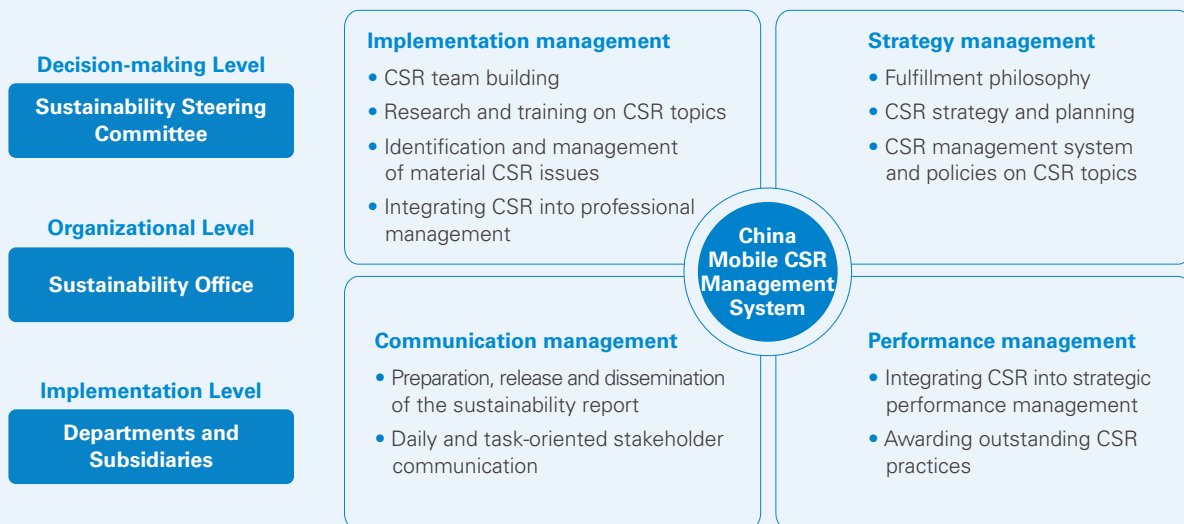 Decision-making Level
Sustainability Steering
Committee
Organizational Level
Sustainability Office
Implementation Level
Departments and
Subsidiaries
Implementation management
• CSR team building
• Research and training on CSR topics
• Identification and management
of material CSR issues
• Integrating CSR into professional
management
Strategy management
• Fulfillment philosophy
• CSR strategy and planning
• CSR management system
and policies on CSR topics
China
Mobile CSR
Management
System
Communication management
• Preparation, release and dissemination
of the sustainability report
• Daily and task-oriented stakeholder
communication
Performance management
• Integrating CSR into strategic
performance management
• Awarding outstanding CSR
practices